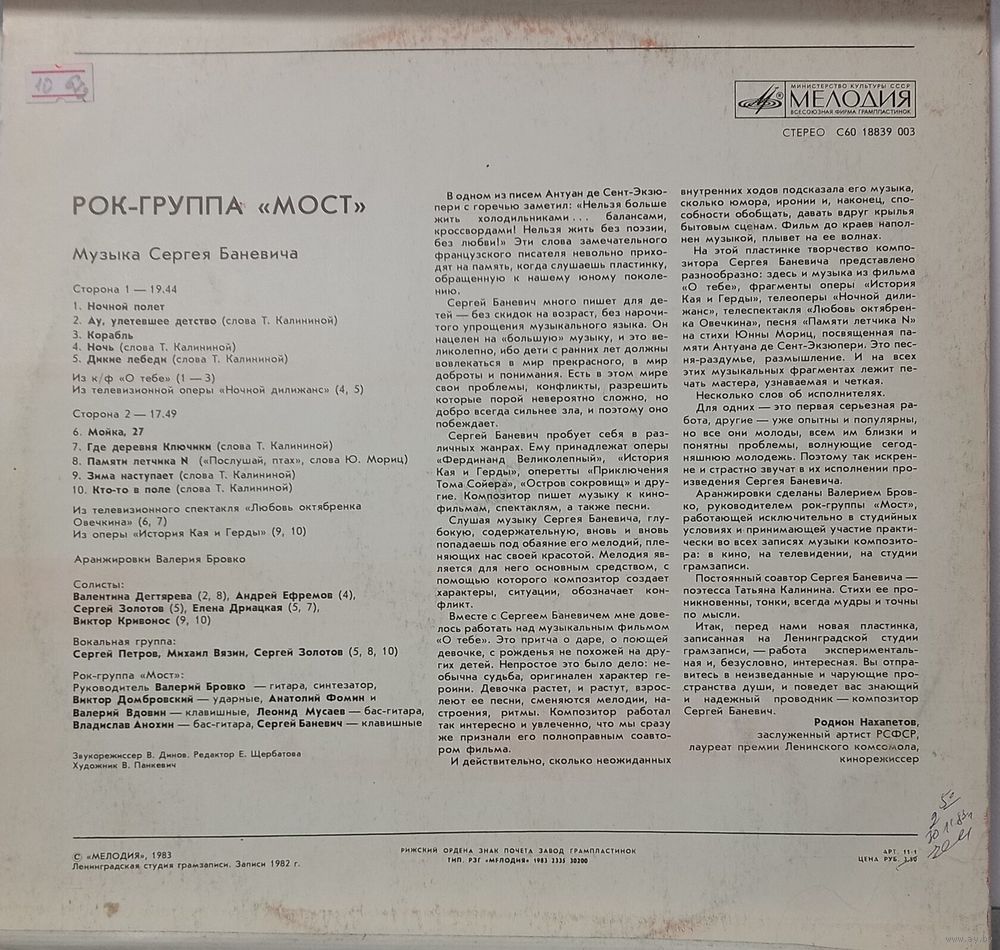 10
МИНИСТЕРСТВО КУЛЬТУРЫ СССР
МЕЛОДИЯ
ВСЕСОЮЗНАЯ ФИРМА ГРАМПЛАСТИНОК
СТЕРЕО С60 18839 003
РОК-ГРУППА «МОСТ»
Музыка Сергея Баневича
Сторона 1 — 19.44
1. Ночной полет
2. Ау, улетевшее детство (слова Т. Калининой)
3. Корабль
4. Ночь (слова Т. Калининой)
5. Дикие лебеди (слова Т. Калининой)
Из к/ф «О тебе» (1 — 3)
Из телевизионной оперы «Ночной дилижанс» (4, 5)
Сторона 2 — 17.49
6. Мойка, 27
7. Где деревня Ключики (слова Т. Калининой)
8. Памяти летчика N («Послушай, птах», слова Ю. Мориц)
9. Зима наступает (слова Т. Калининой)
10. Кто-то в поле (слова Т. Калининой)
Из телевизионного спектакля «Любовь октябренка
Овечкина» (6, 7)
Из оперы «История Кая и Герды» (9, 10)
Аранжировки Валерия Бровко
Солисты:
Валентина Дегтярева (2, 8), Андрей Ефремов (4),
Сергей Золотов (5), Елена Дриацкая (5, 7),
Виктор Кривонос (9, 10)
Вокальная группа:
Сергей Петров, Михаил Вязин, Сергей Золотов (5, 8, 10)
Рок-группа «Мост»:
Руководитель Валерий Бровко — гитара, синтезатор,
Виктор Домбровский — ударные, Анатолий Фомин и
Валерий Вдовин — клавишные, Леонид Мусаев — бас-гитара,
Владислав Анохин — бас-гитара, Сергей Баневич — клавишные
Звукорежиссер В. Динов. Редактор Е. Щербатова
Художник В. Панкевич
В одном из писем Антуан де Сент-Экзю-
пери с горечью заметил: «Нельзя больше
жить холодильниками... балансами,
кроссвордами! Нельзя жить без поэзии,
без любви!» Эти слова замечательного
французского писателя невольно прихо-
дят на память, когда слушаешь пластинку,
обращенную к нашему юному поколе-
нию.
Сергей Баневич много пишет для де-
тей — без скидок на возраст, без нарочи-
того упрощения музыкального языка. Он
нацелен на «большую» музыку, и это ве-
ликолепно, ибо дети с ранних лет должны
вовлекаться в мир прекрасного, в мир
доброты и понимания. Есть в этом мире
свои проблемы, конфликты, разрешить
которые порой невероятно сложно, но
добро всегда сильнее зла, и поэтому оно
побеждает.
Сергей Баневич пробует себя в раз-
личных жанрах. Ему принадлежат оперы
«Фердинанд Великолепный», «История
Кая и Герды», оперетты «Приключения
Тома Сойера», «Остров сокровищ» и дру-
гие. Композитор пишет музыку к кино-
фильмам, спектаклям, а также песни.
Слушая музыку Сергея Баневича, глу-
бокую, содержательную, вновь и вновь
попадаешь под обаяние его мелодий, пле-
няющих нас своей красотой. Мелодия яв-
ляется для него основным средством, с
помощью которого композитор создает
характеры, ситуации, обозначает кон-
фликт.
Вместе с Сергеем Баневичем мне дове-
лось работать над музыкальным фильмом
«О тебе». Это притча о даре, о поющей
девочке, с рожденья не похожей на дру-
гих детей. Непростое это было дело: не-
обычна судьба, оригинален характер ге-
роини. Девочка растет, и растут, взрос-
леют ее песни, сменяются мелодии, на-
строения, ритмы. Композитор работал
так интересно и увлеченно, что мы сразу
же признали его полноправным соавто-
ром фильма.
И действительно, сколько неожиданных
внутренних ходов подсказала его музыка,
сколько юмора, иронии и, наконец, спо-
собности обобщать, давать вдруг крылья
бытовым сценам. Фильм до краев напол-
нен музыкой, плывет на ее волнах.
На этой пластинке творчество компо-
зитора Сергея Баневича представлено
разнообразно: здесь и музыка из фильма
«О тебе», фрагменты оперы «История
Кая и Герды», телеоперы «Ночной дили-
жанс», телеспектакля «Любовь октябрен-
ка Овечкина», песня «Памяти летчика N»
на стихи Юнны Мориц, посвященная па-
мяти Антуана де Сент-Экзюпери. Это пес-
ня-раздумье, размышление. И на всех
этих музыкальных фрагментах лежит пе-
чать мастера, узнаваемая и четкая.
Несколько слов об исполнителях.
Для одних — это первая серьезная ра-
бота, другие — уже опытны и популярны,
но все они молоды, всем им близки и
понятны проблемы, волнующие сегод-
няшнюю молодежь. Поэтому так искрен-
не и страстно звучат в их исполнении про-
изведения Сергея Баневича.
Аранжировки сделаны Валерием Бров-
ко, руководителем рок-группы «Мост»,
работающей исключительно в студийных
условиях и принимающей участие практи-
чески во всех записях музыки композито-
ра: в кино, на телевидении, на студии
грамзаписи.
Постоянный соавтор Сергея Баневича —
поэтесса Татьяна Калинина. Стихи ее про-
никновенны, тонки, всегда мудры и точны
по мысли.
Итак, перед нами новая пластинка,
записанная на Ленинградской студии
грамзаписи, — работа эксперименталь-
ная и, безусловно, интересная. Вы отпра-
витесь в неизведанные и чарующие про-
странства души, и поведет вас знающий
и надежный проводник — композитор
Сергей Баневич.
Родион Нахапетов,
заслуженный артист РСФСР,
лауреат премии Ленинского комсомола,
кинорежиссер
© «МЕЛОДИЯ», 1983
Ленинградская студия грамзаписи. Записи 1982 г.
РИЖСКИЙ ОРДЕНА ЗНАК ПОЧЕТА ЗАВОД ГРАМПЛАСТИНОК
ТИП. РЗГ «МЕЛОДИЯ» 1983 3335 30200
АРТ. 11-1
ЦЕНА РУБ.
www.ay.by